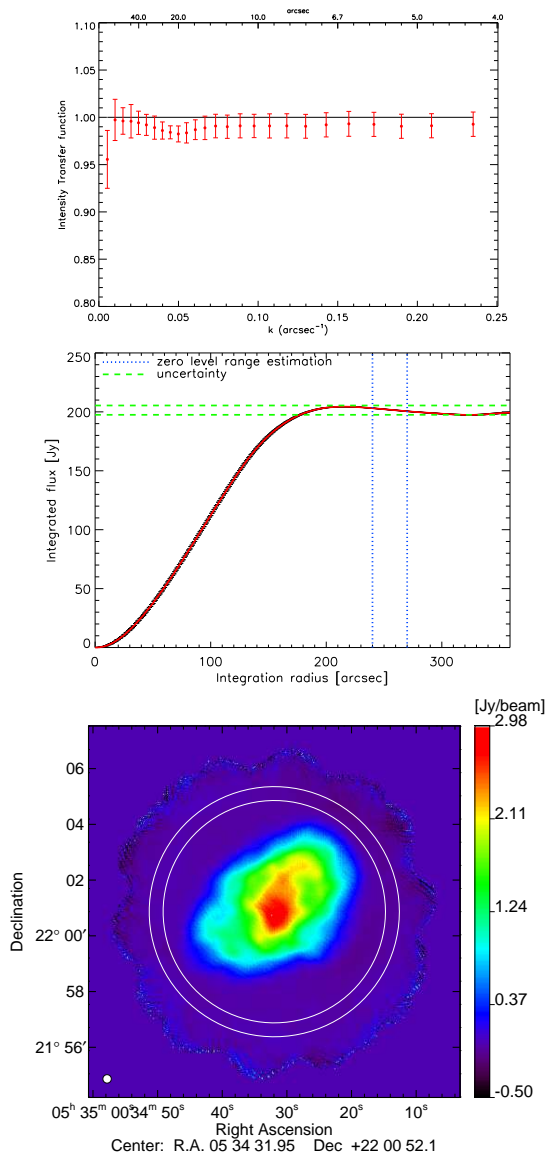 arcsec
40.0 20.0 10.0 6.7 5.0 4.0
Intensity Transfer function
1.10
1.05
1.00
0.95
0.90
0.85
0.80
0.00 0.05 0.10 0.15 0.20 0.25
k (arcsec⁻¹)
Integrated flux [Jy]
250
200
150
100
50
0
zero level range estimation
uncertainty
0 100 200 300
Integration radius [arcsec]
[Jy/beam]
2.98
2.11
1.24
0.37
-0.50
Declination
06
04
02
22 00′
58
21 56′
05ʰ 35ᵐ 00ˢ34ᵐ 50ˢ 40ˢ 30ˢ 20ˢ 10ˢ
Right Ascension
Center: R.A. 05 34 31.95 Dec +22 00 52.1